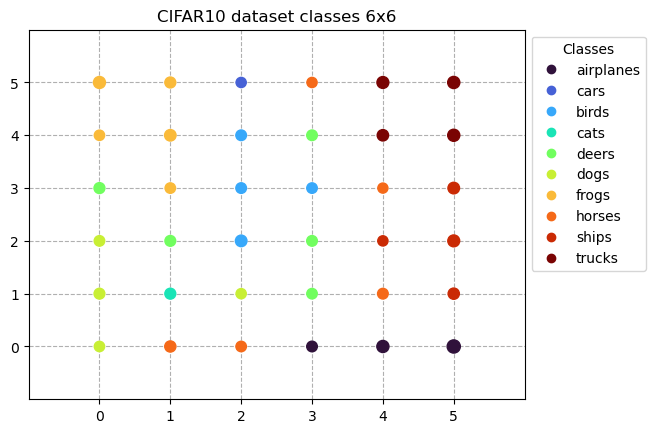 CIFAR10 dataset classes 6x6
Classes
airplanes
cars
birds
cats
deers
dogs
frogs
horses
ships
trucks
5
4
3
2
1
0
0 1 2 3 4 5